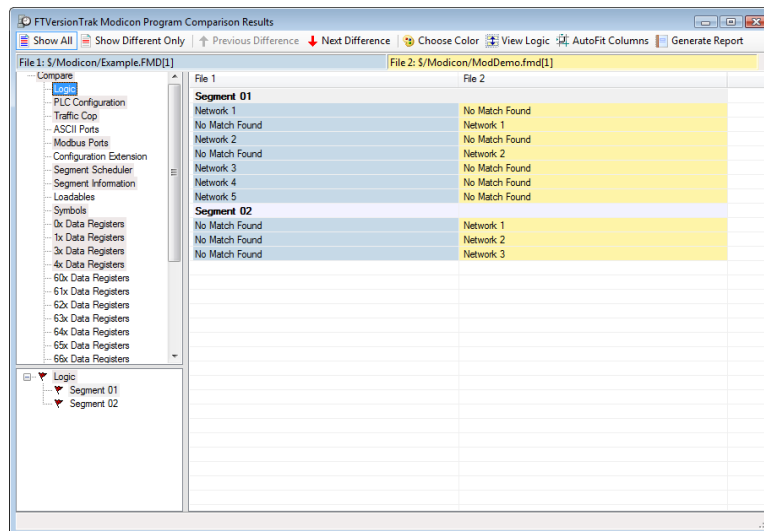 FTVersionTrak Modicon Program Comparison Results
Show All Show Different Only Previous Difference Next Difference Choose Color View Logic AutoFit Columns Generate Report
File 1: $/Modicon/Example.FMD[1] File 2: $/Modicon/ModDemo.fmd[1]
Compare
Logic
PLC Configuration
Traffic Cop
ASCII Ports
Modbus Ports
Configuration Extension
Segment Scheduler
Segment Information
Loadables
Symbols
0x Data Registers
1x Data Registers
3x Data Registers
4x Data Registers
60x Data Registers
61x Data Registers
62x Data Registers
63x Data Registers
64x Data Registers
65x Data Registers
66x Data Registers
Logic
Segment 01
Segment 02
File 1 File 2
Segment 01
Network 1 No Match Found
No Match Found Network 1
Network 2 No Match Found
No Match Found Network 2
Network 3 No Match Found
Network 4 No Match Found
Network 5 No Match Found
Segment 02
No Match Found Network 1
No Match Found Network 2
No Match Found Network 3